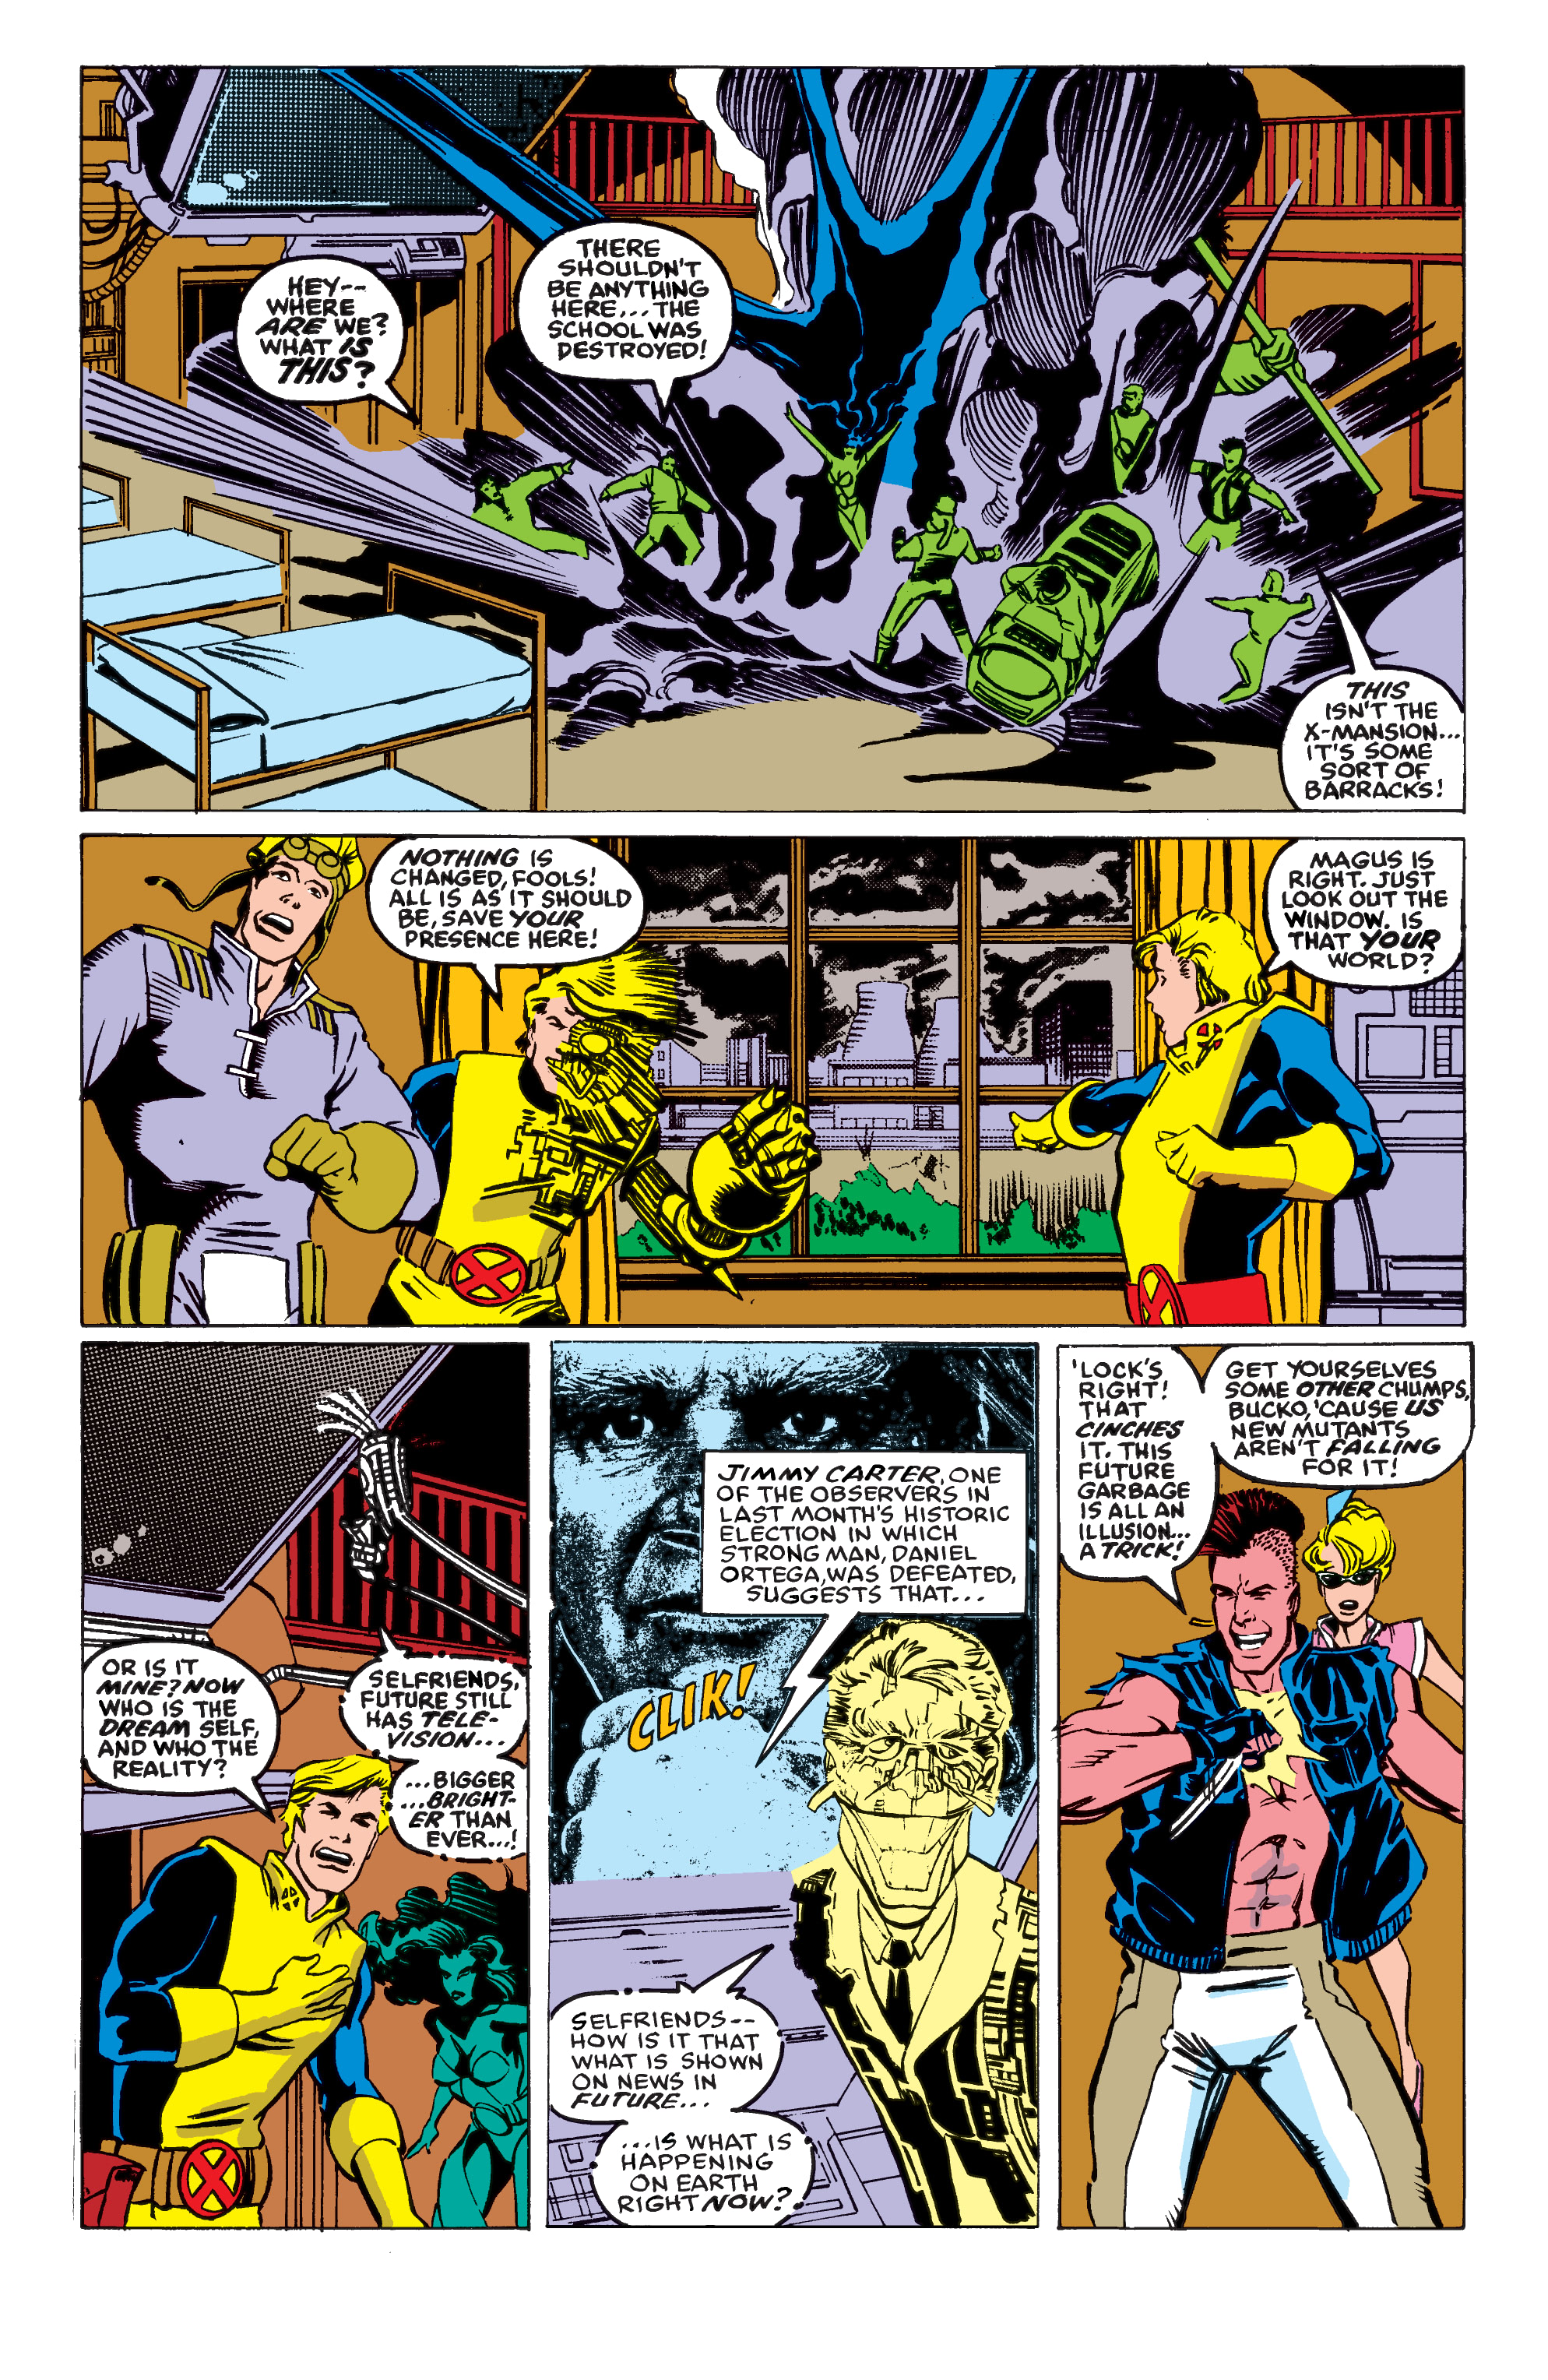 HEY--
WHERE
ARE WE?
WHAT IS
THIS?
THERE
SHOULDN'T
BE ANYTHING
HERE... THE
SCHOOL WAS
DESTROYED!
THIS
ISN'T THE
X-MANSION...
IT'S SOME
SORT OF
BARRACKS!
NOTHING IS
CHANGED, FOOLS!
ALL IS AS IT SHOULD
BE, SAVE YOUR
PRESENCE HERE!
MAGUS IS
RIGHT. JUST
LOOK OUT THE
WINDOW. IS
THAT YOUR
WORLD?
OR IS IT
MINE? NOW
WHO IS THE
DREAM SELF,
AND WHO THE
REALITY?
SELFRIENDS,
FUTURE STILL
HAS TELE-
VISION...
...BIGGER
...BRIGHT-
ER THAN
EVER...!
JIMMY CARTER, ONE
OF THE OBSERVERS IN
LAST MONTH'S HISTORIC
ELECTION IN WHICH
STRONG MAN, DANIEL
ORTEGA, WAS DEFEATED,
SUGGESTS THAT...
CLIK!
SELFRIENDS--
HOW IS IT THAT
WHAT IS SHOWN
ON NEWS IN
FUTURE...
...IS WHAT IS
HAPPENING
ON EARTH
RIGHT NOW?
'LOCK'S
RIGHT!
THAT
CINCHES
IT. THIS
FUTURE
GARBAGE
IS ALL AN
ILLUSION...
A TRICK!
GET YOURSELVES
SOME OTHER CHUMPS,
BUCKO, 'CAUSE US
NEW MUTANTS
AREN'T FALLING
FOR IT!